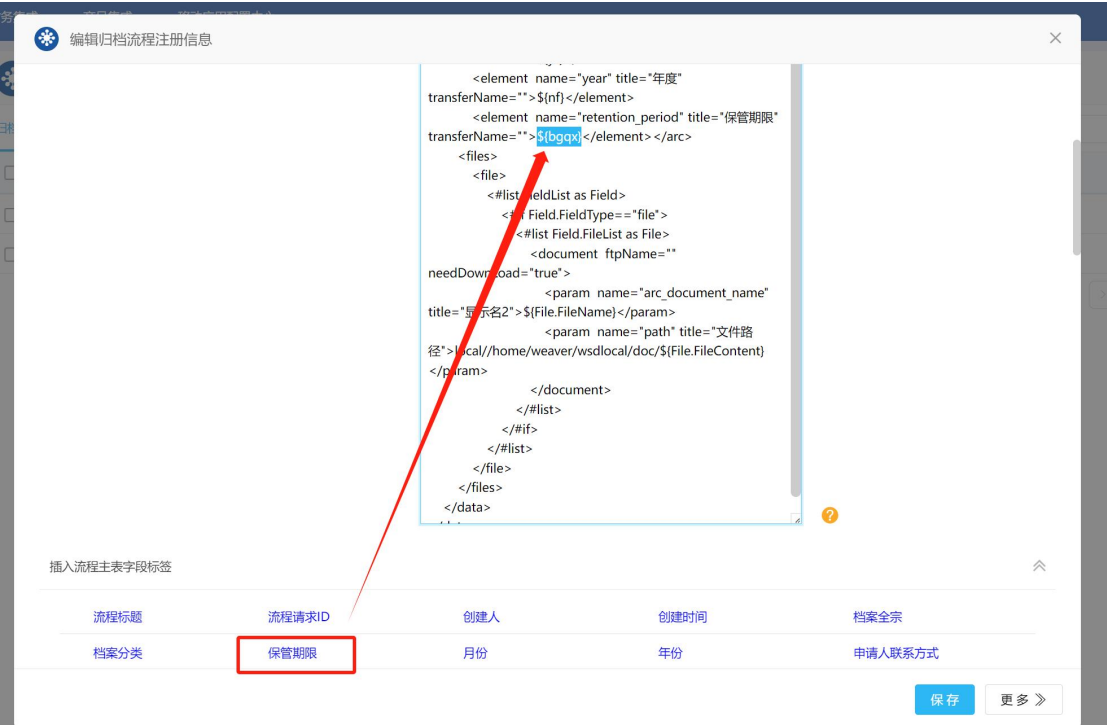 编辑归档流程注册信息
<element name="year" title="年度"
transferName="">${nf}</element>
<element name="retention_period" title="保管期限"
transferName="">${bgqx}</element></arc>
<files>
<file>
<#list FieldList as Field>
Field.FieldType=="file">
<#list Field.FileList as File>
<document ftpName=""
needDownload="true">
<param name="arc_document_name"
title="显示名2">${File.FileName}</param>
<param name="path" title="文件路
径">local//home/weaver/wsdlocal/doc/${File.FileContent}
</param>
</document>
</#list>
</#if>
</#list>
</file>
</files>
</data>
插入流程主表字段标签
流程标题 流程请求ID 创建人 创建时间 档案全宗
档案分类 保管期限 月份 年份 申请人联系方式
保存 更多